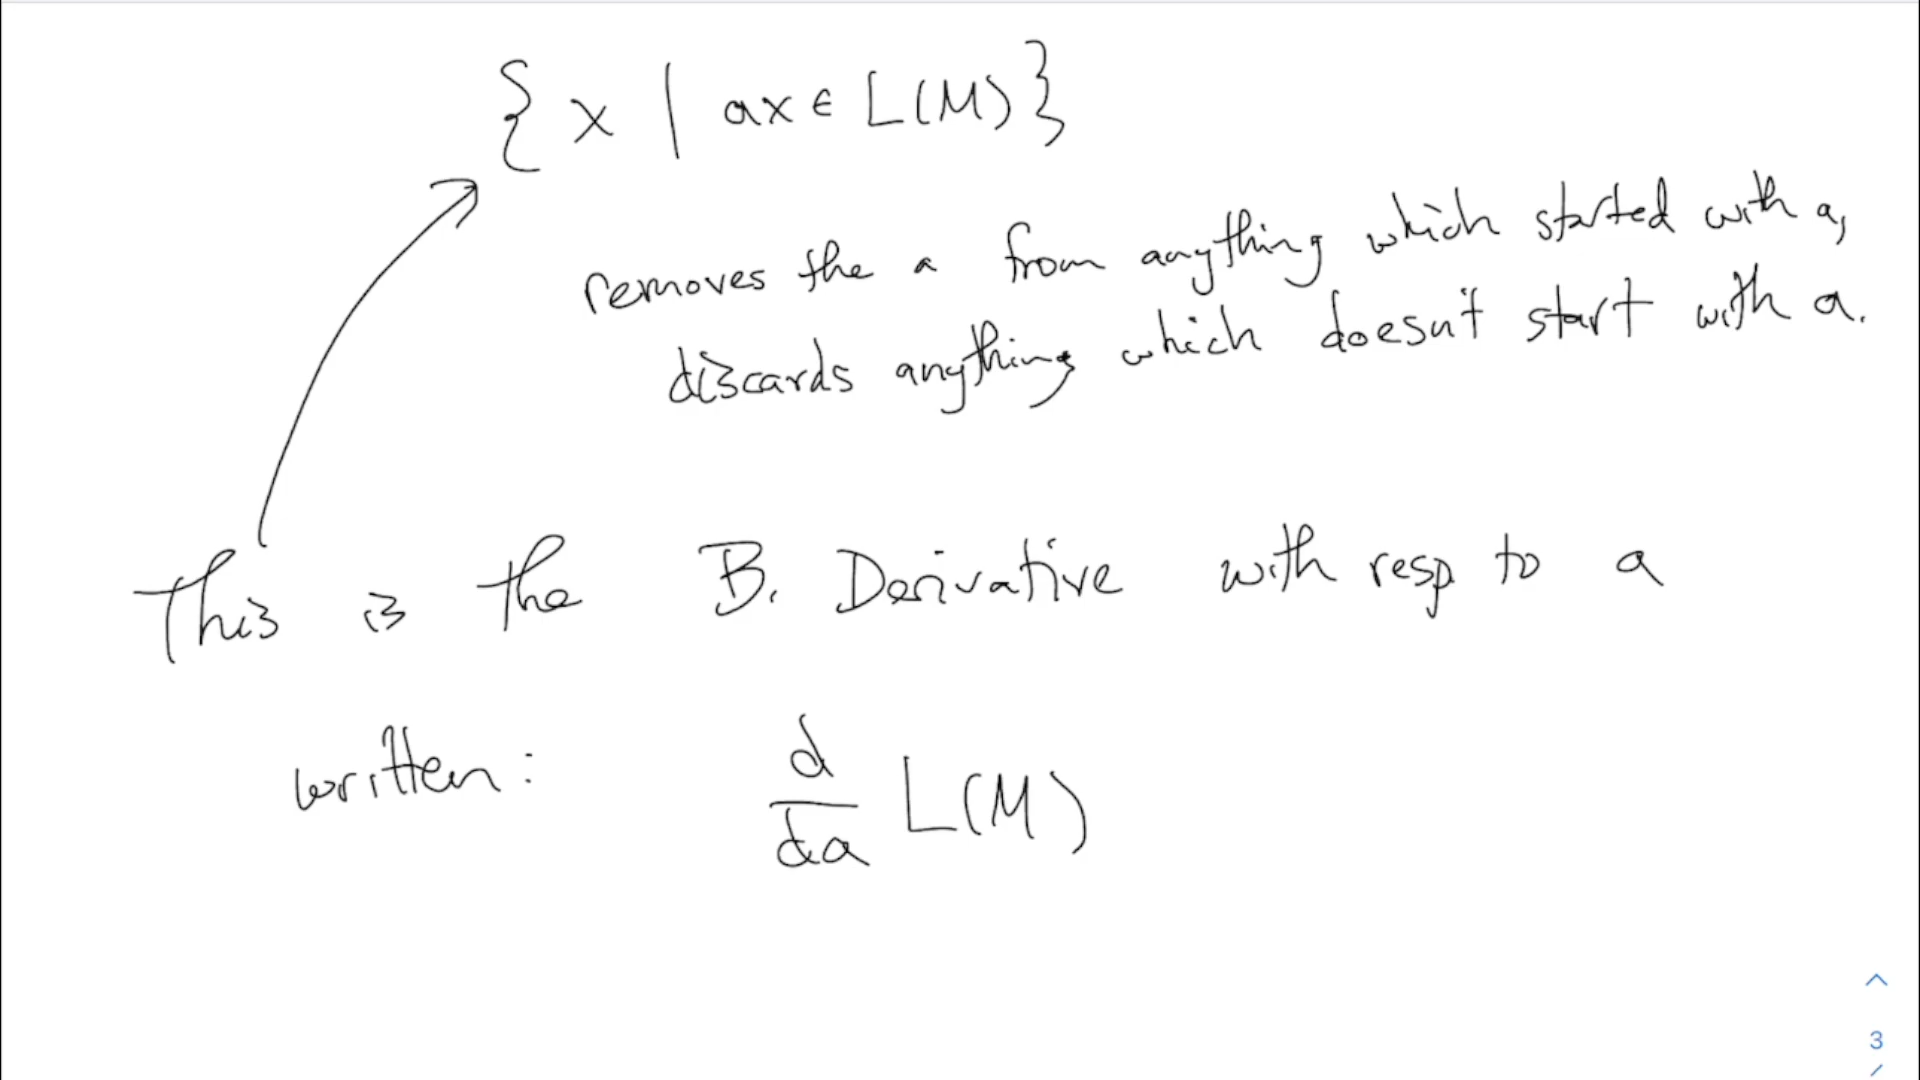 { x | ax ∈ L(M) }
removes the a from anything which started with a,
discards anything which doesn't start with a.
This is the B. Derivative with resp to a
written: d/da L(M)
3